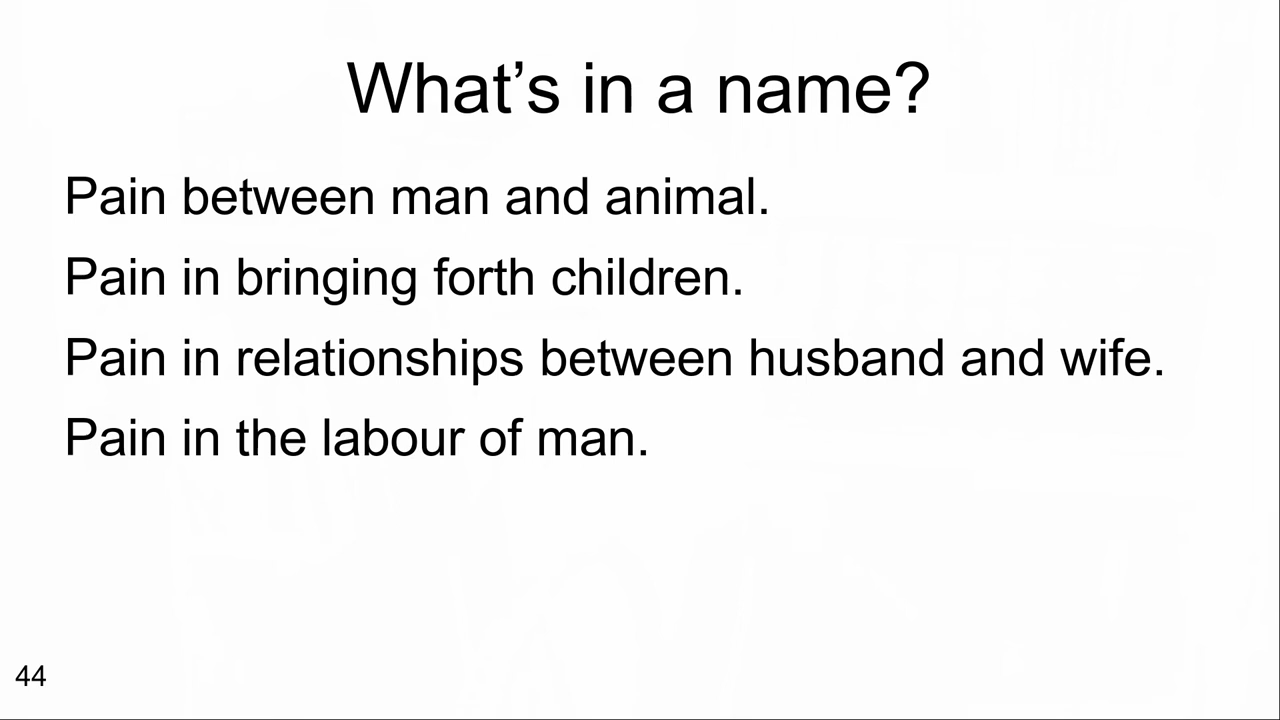 What’s in a name?
Pain between man and animal.
Pain in bringing forth children.
Pain in relationships between husband and wife.
Pain in the labour of man.
44